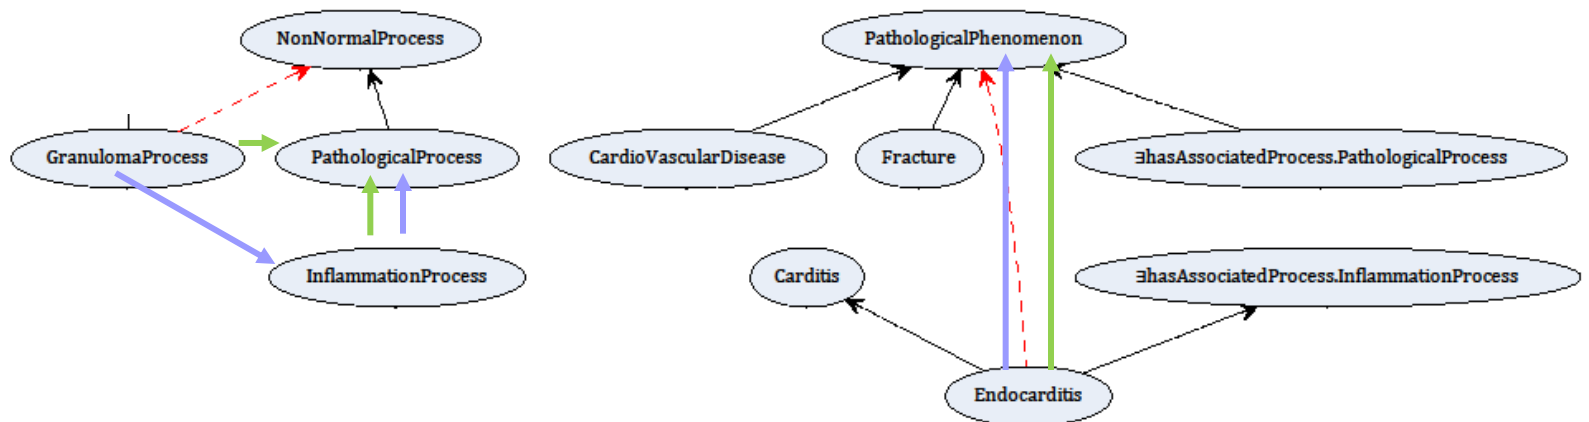 NonNormalProcess
PathologicalPhenomenon
GranulomaProcess
PathologicalProcess
CardioVascularDisease
Fracture
∃hasAssociatedProcess.PathologicalProcess
InflammationProcess
Carditis
∃hasAssociatedProcess.InflammationProcess
Endocarditis